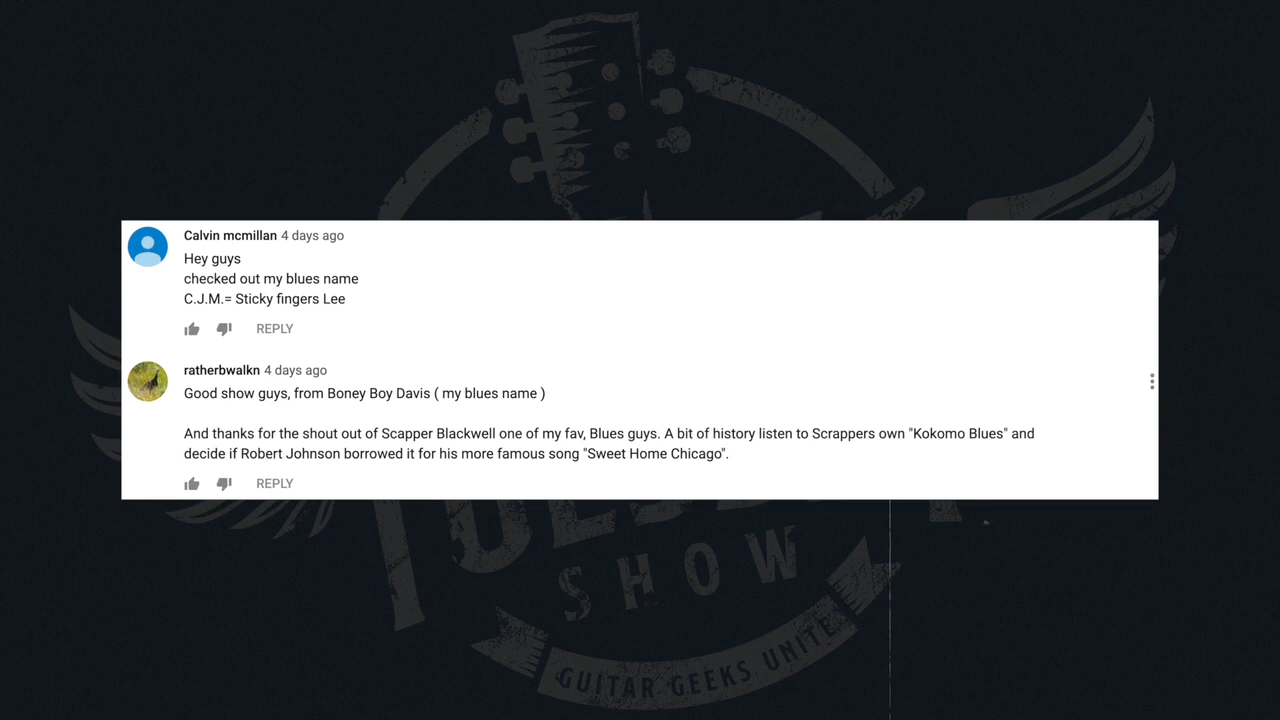 Calvin mcmillan 4 days ago
Hey guys
checked out my blues name
C.J.M.= Sticky fingers Lee
REPLY
ratherbwalkn 4 days ago
Good show guys, from Boney Boy Davis ( my blues name )
And thanks for the shout out of Scapper Blackwell one of my fav, Blues guys. A bit of history listen to Scrappers own "Kokomo Blues" and
decide if Robert Johnson borrowed it for his more famous song "Sweet Home Chicago".
REPLY
SHOW
GUITAR GEEKS UNITE